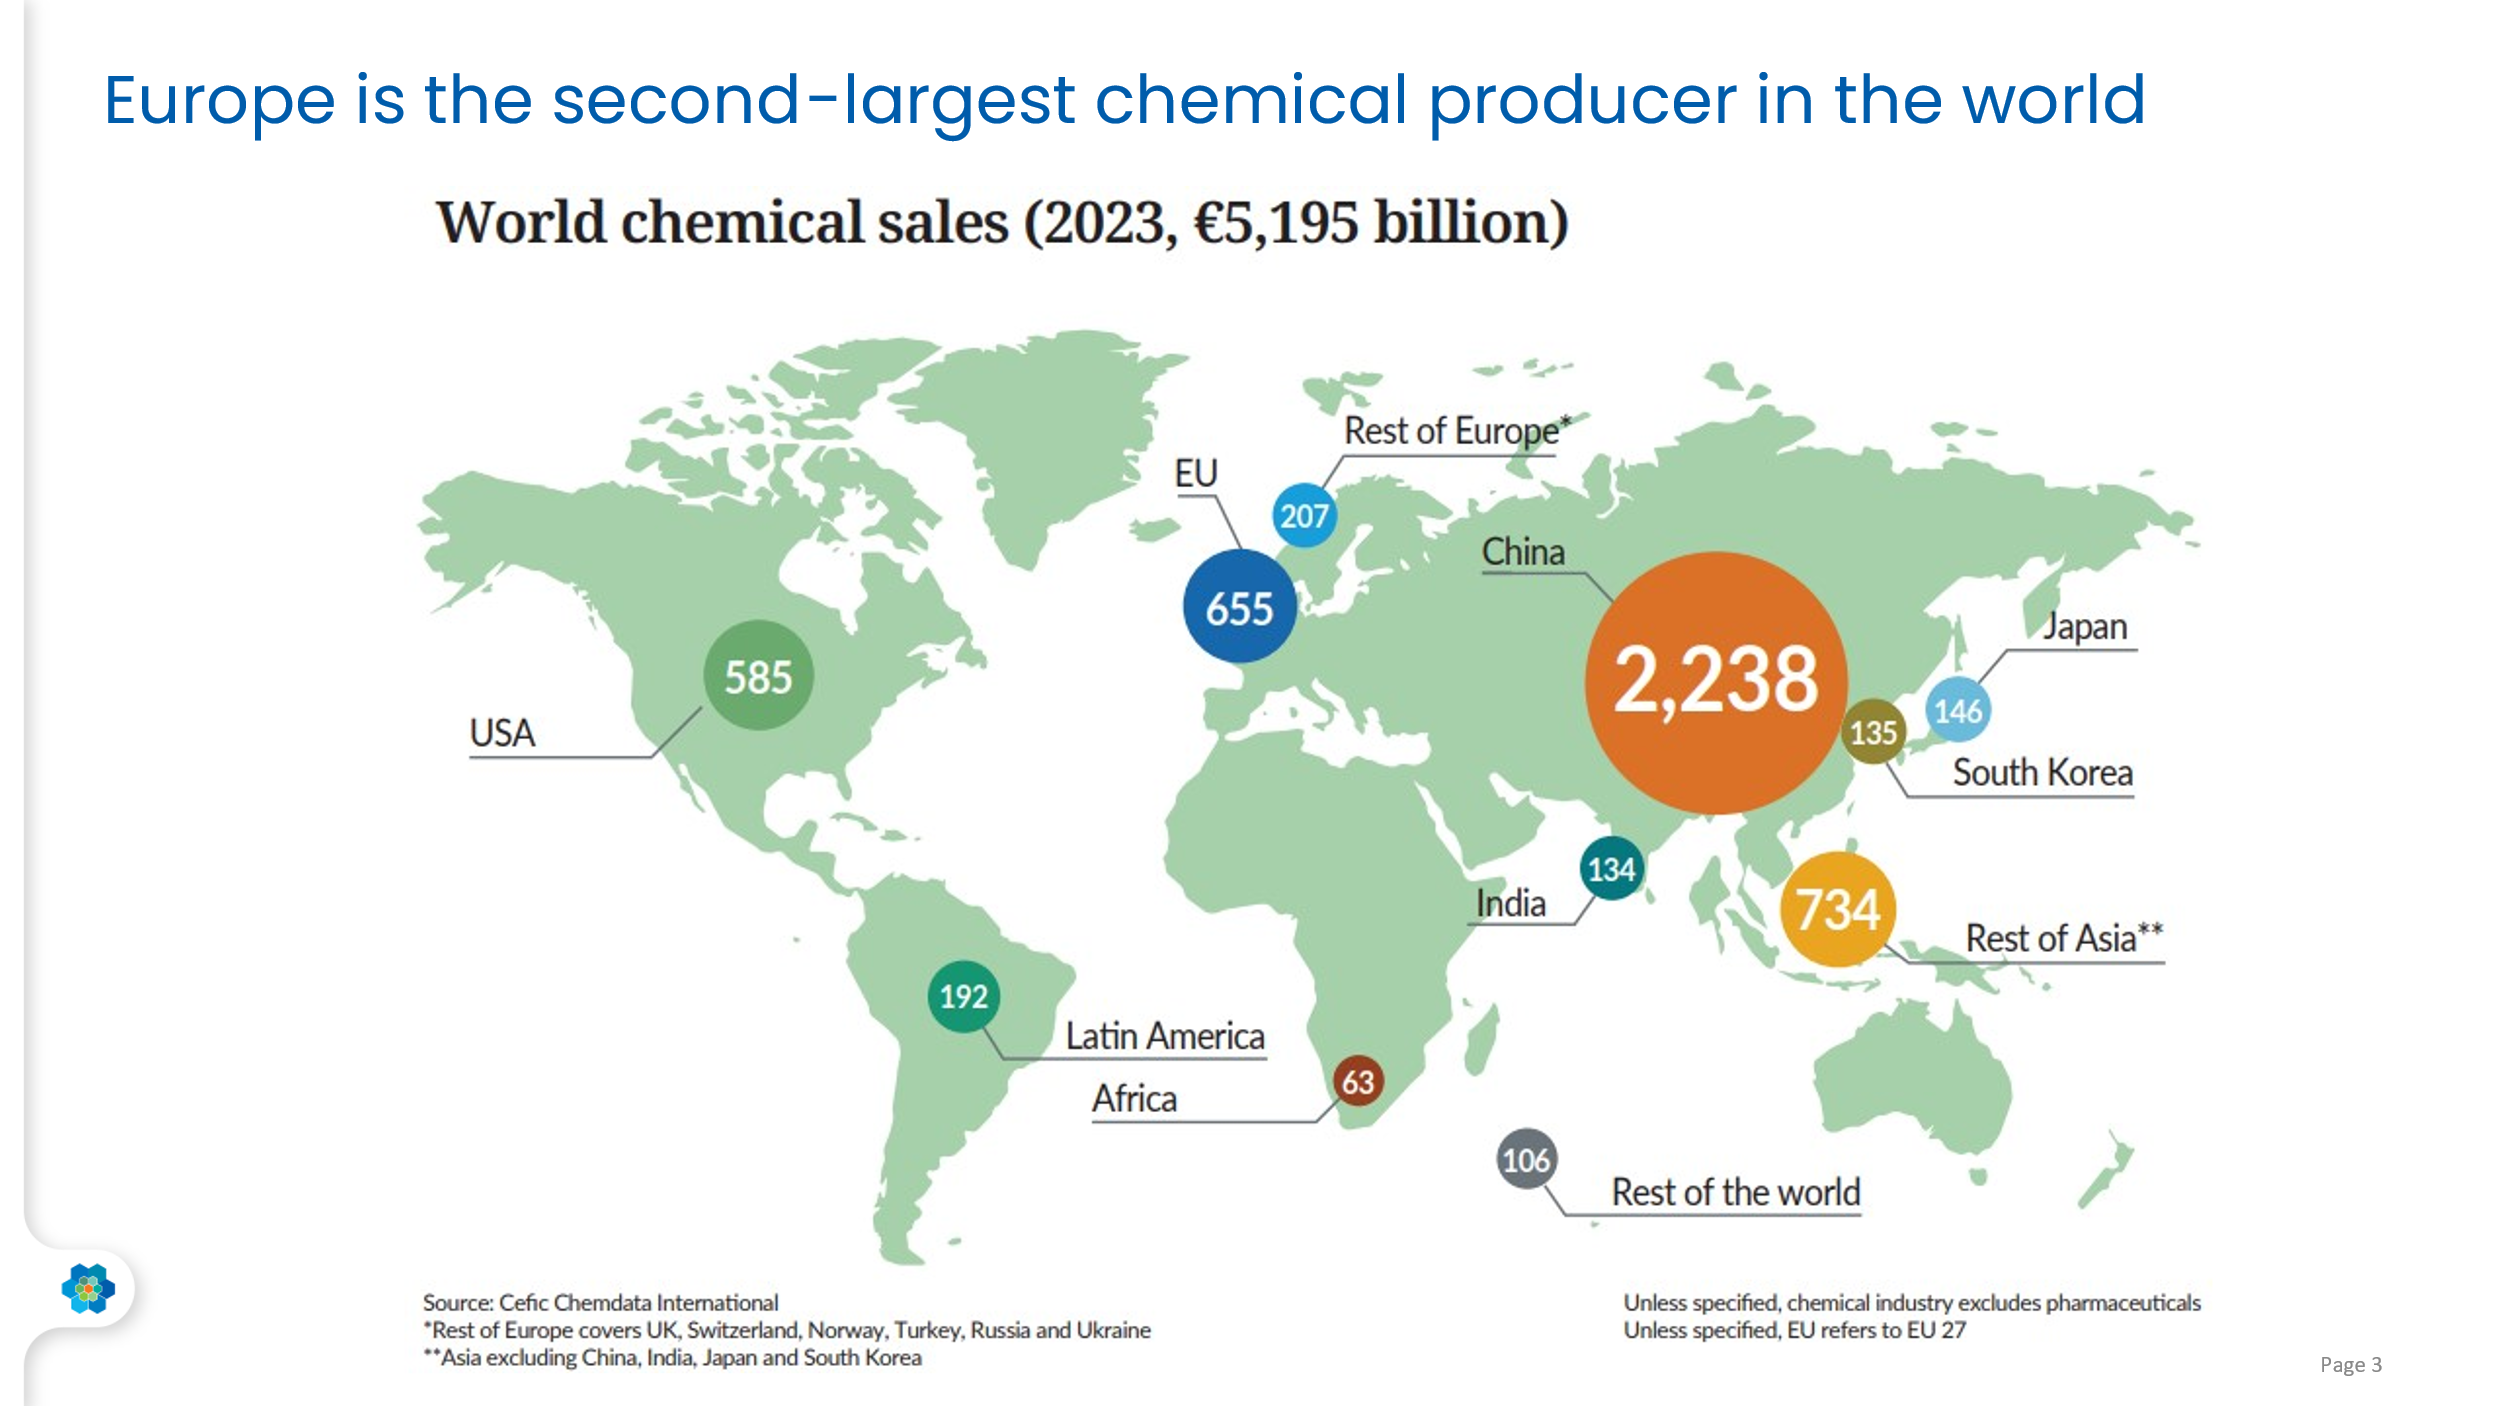 Europe is the second-largest chemical producer in the world
World chemical sales (2023, €5,195 billion)
Rest of Europe*
EU
207
China
655
2,238
Japan
585
146
USA
135
South Korea
134
India
734
Rest of Asia**
192
Latin America
63
Africa
106
Rest of the world
Source: Cefic Chemdata International
*Rest of Europe covers UK, Switzerland, Norway, Turkey, Russia and Ukraine
**Asia excluding China, India, Japan and South Korea
Unless specified, chemical industry excludes pharmaceuticals
Unless specified, EU refers to EU 27
Page 3